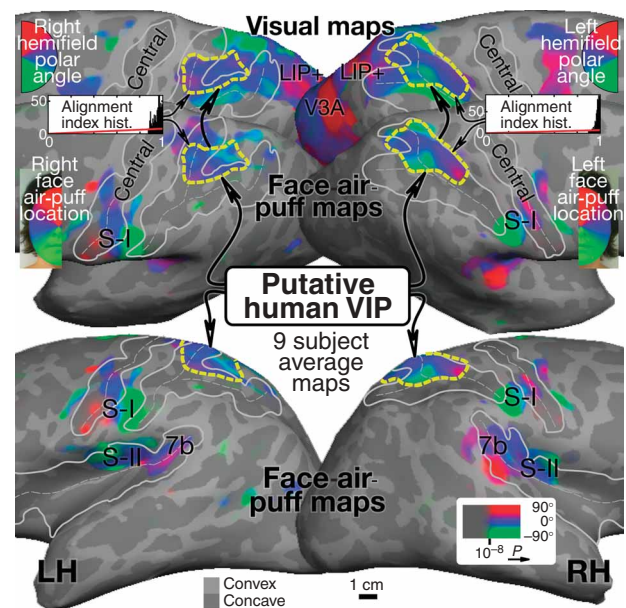 Visual maps
Right
hemifield
polar
angle
Central
LIP+
LIP+
V3A
Left
hemifield
polar
angle
50
Alignment
index hist.
0
0
1
50
Alignment
index hist.
0
0
1
Right
face
air-puff
location
Central
Face air-
puff maps
Central
Left
face
air-puff
location
S-I
S-I
Putative
human VIP
9 subject
average
maps
S-I
S-I
S-II
7b
7b
S-II
Face-air-
puff maps
90°
0°
–90°
10–8
P
LH
RH
Convex
Concave
1 cm